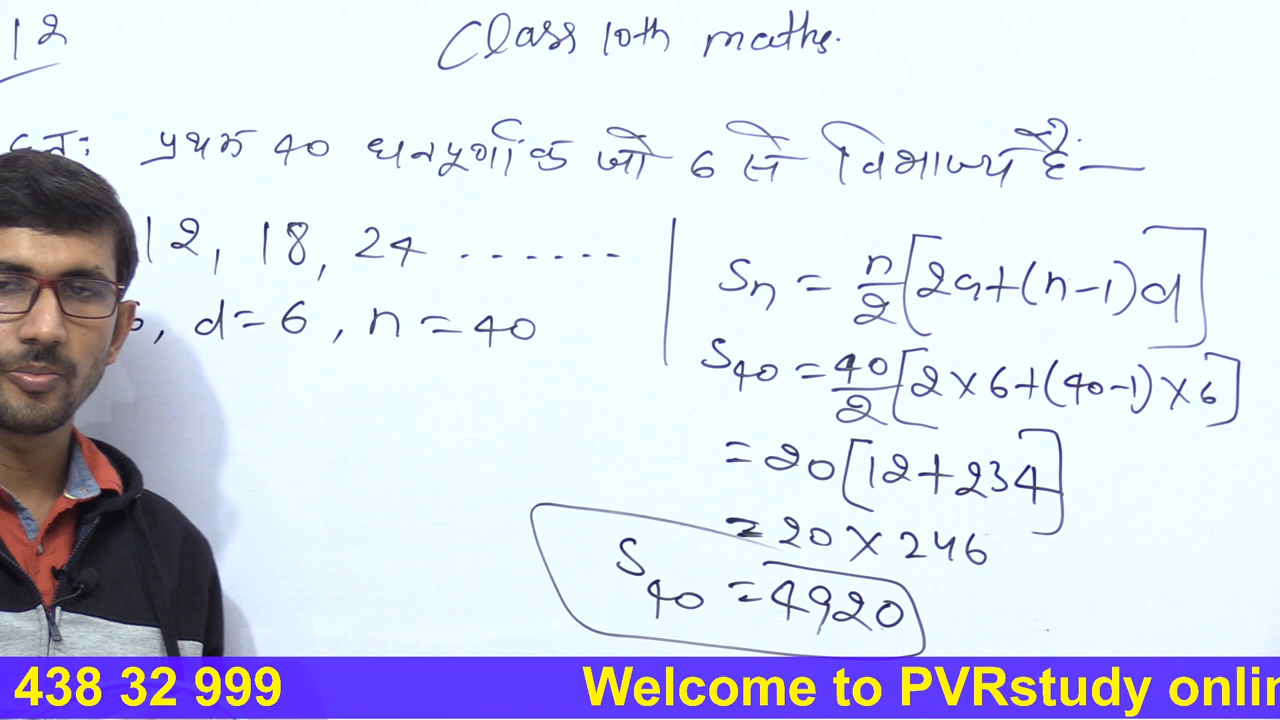 12
Class 10th maths.
प्रथम 40 धनपूर्णांक जो 6 से विभाज्य है —
12, 18, 24 .......
, d=6, n=40
Sn = n/2 [2a+(n-1)d]
S40 = 40/2 [2×6+(40-1)×6]
= 20[12+234]
= 20×246
S40 = 4920
438 32 999 Welcome to PVRstudy onlin